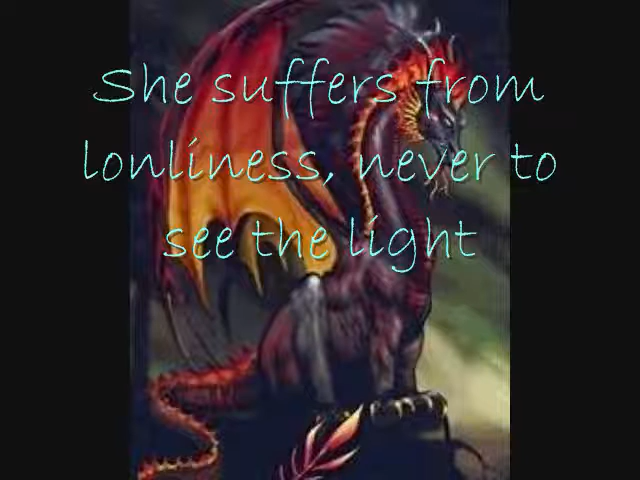 She suffers from
lonliness, never to
see the light